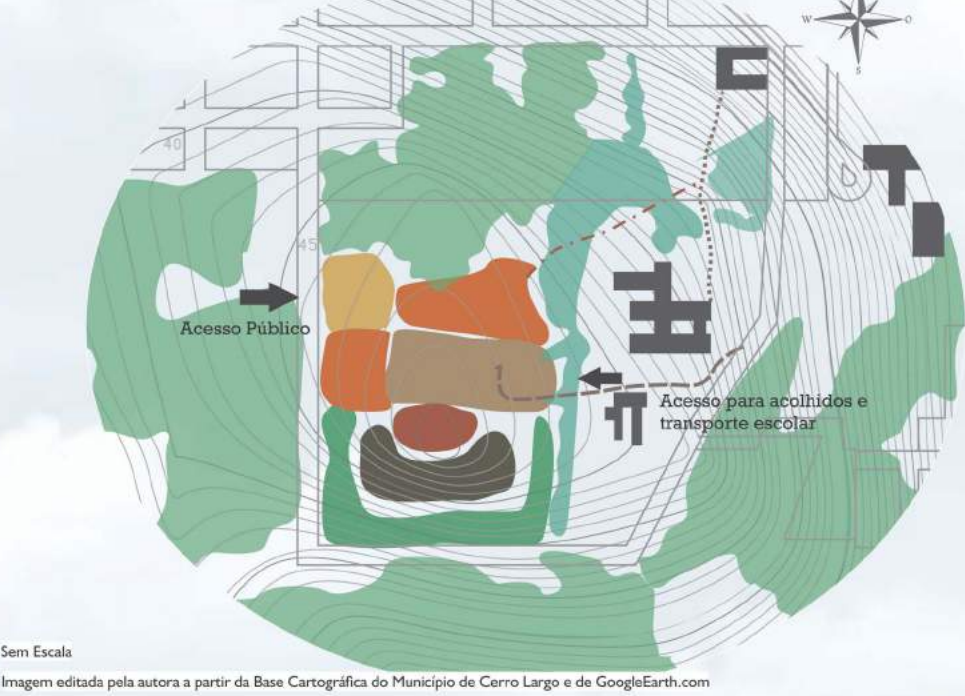 W
O
S
40
45
Acesso Público
Acesso para acolhidos e
transporte escolar
Sem Escala
Imagem editada pela autora a partir da Base Cartográfica do Município de Cerro Largo e de GoogleEarth.com